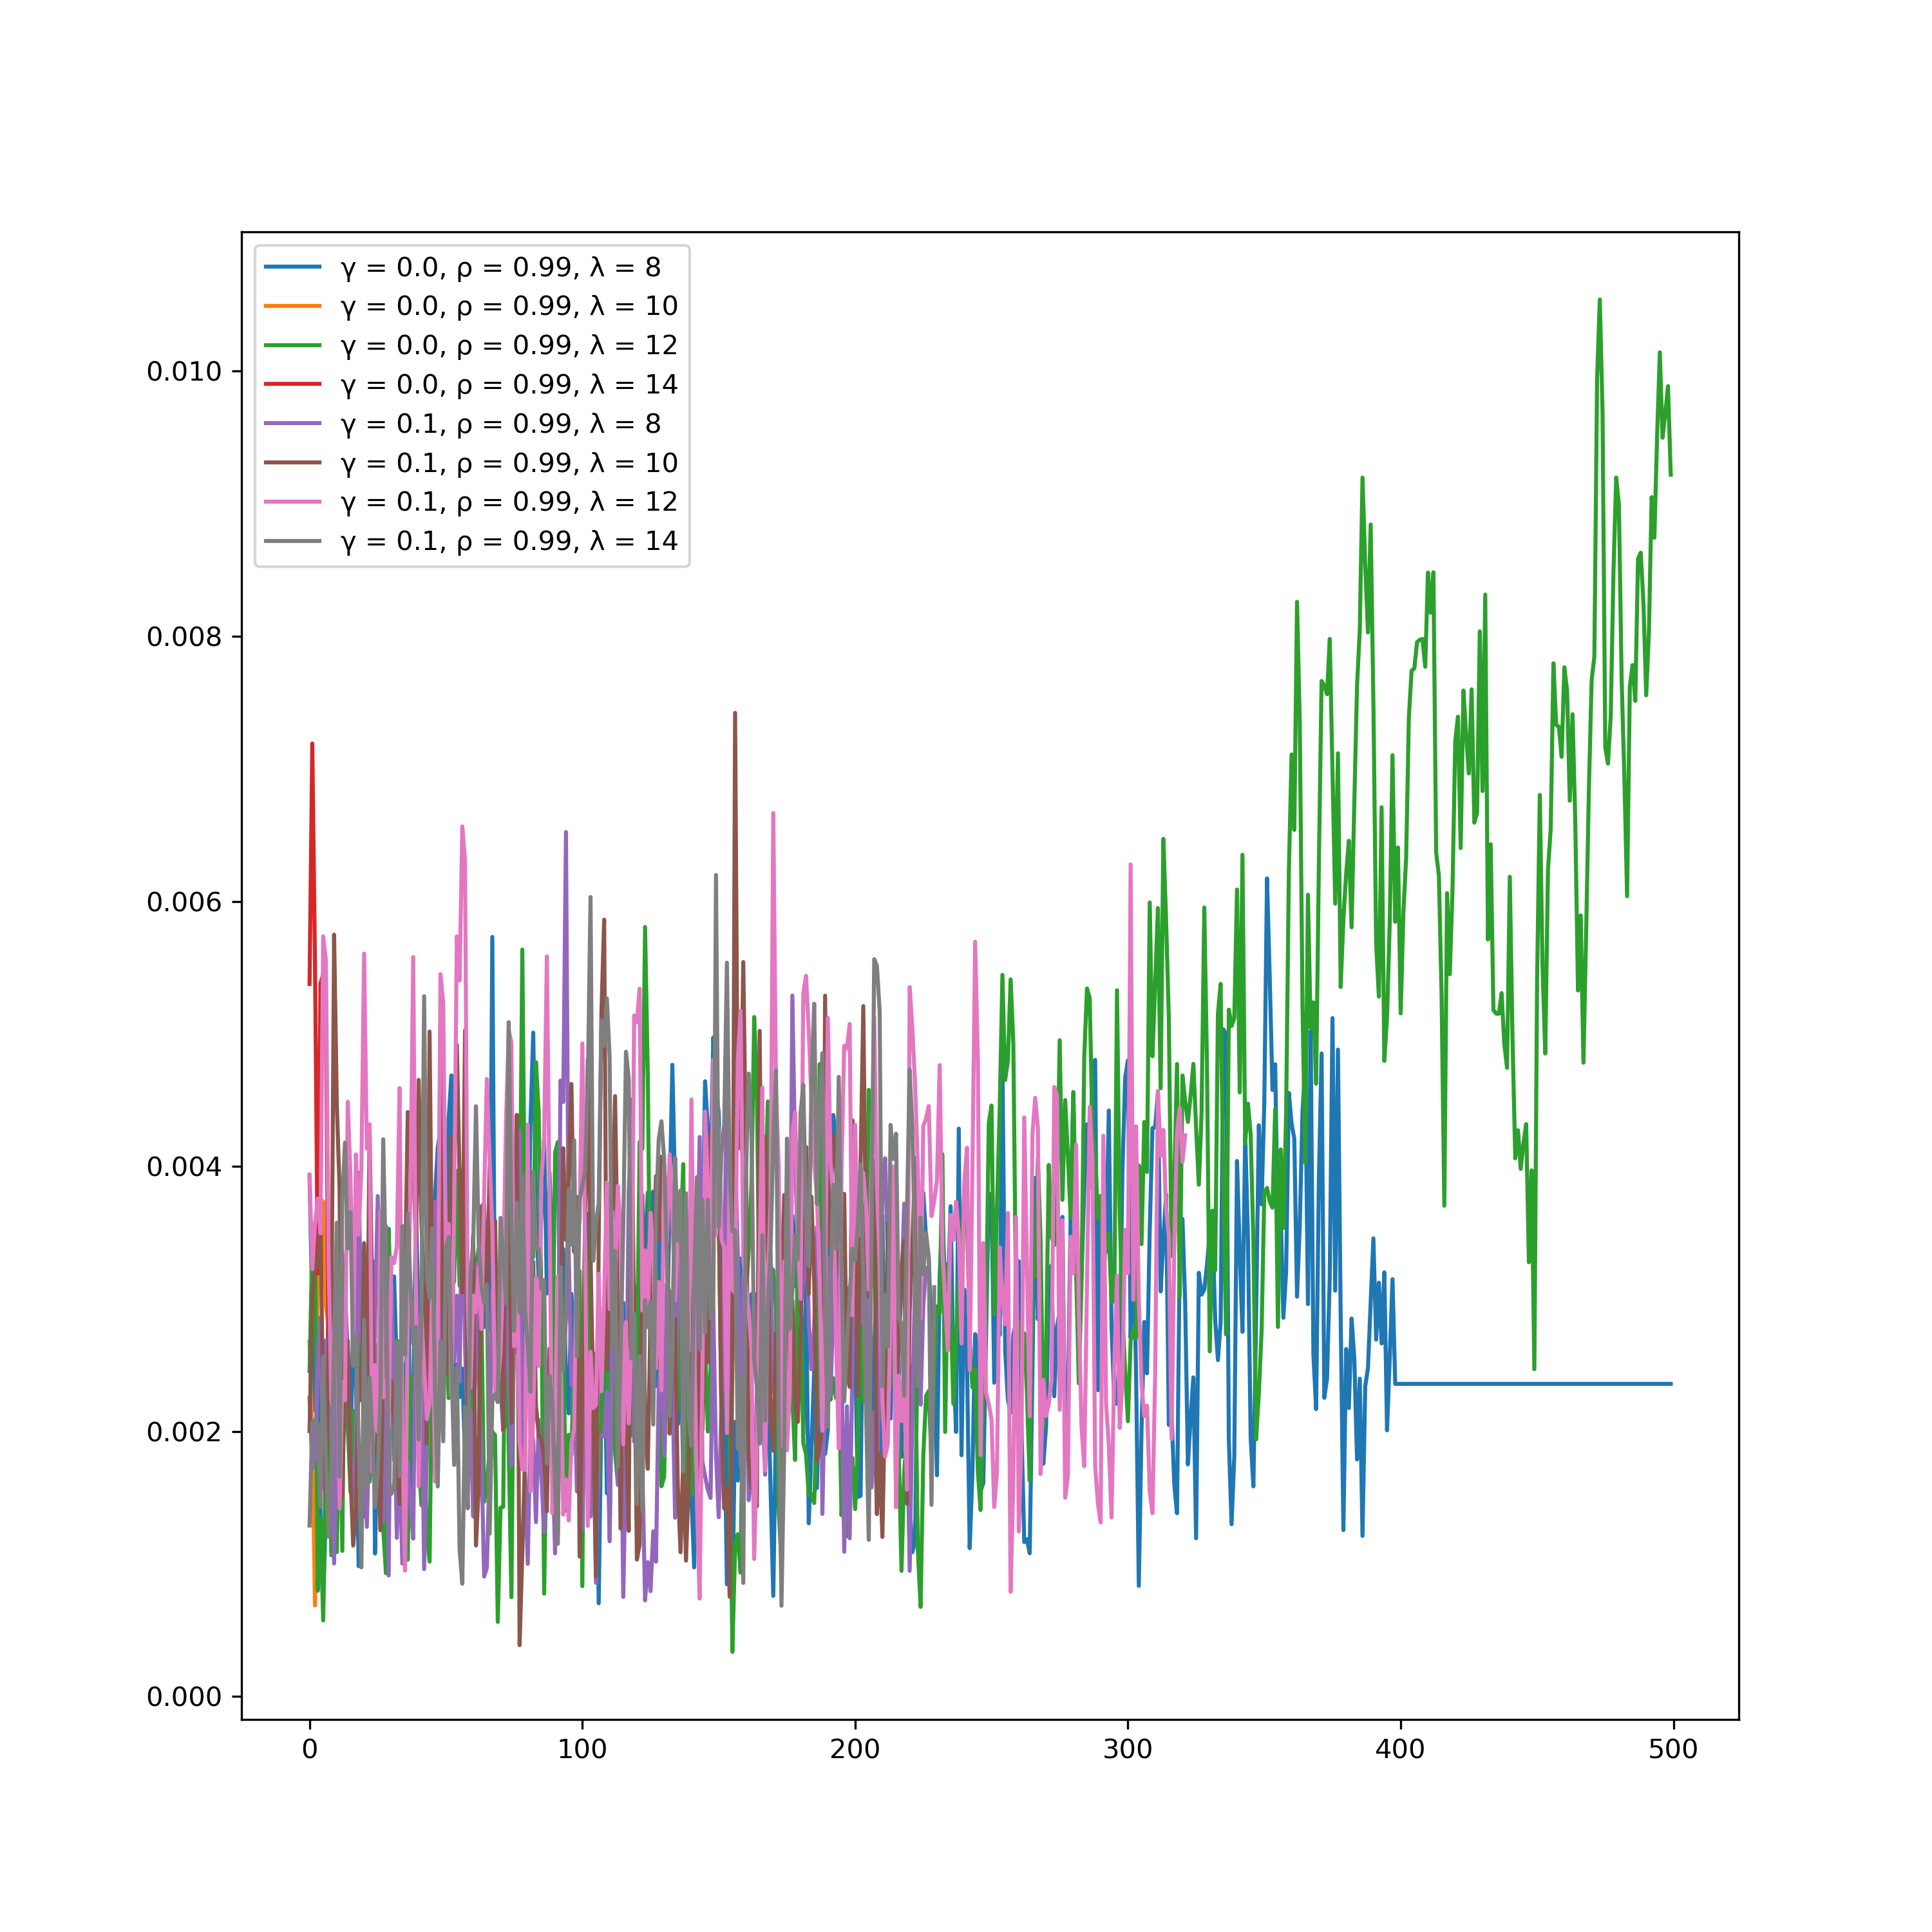 γ = 0.0, ρ = 0.99, λ = 8
γ = 0.0, ρ = 0.99, λ = 10
γ = 0.0, ρ = 0.99, λ = 12
γ = 0.0, ρ = 0.99, λ = 14
γ = 0.1, ρ = 0.99, λ = 8
γ = 0.1, ρ = 0.99, λ = 10
γ = 0.1, ρ = 0.99, λ = 12
γ = 0.1, ρ = 0.99, λ = 14
0.010
0.008
0.006
0.004
0.002
0.000
0 100 200 300 400 500